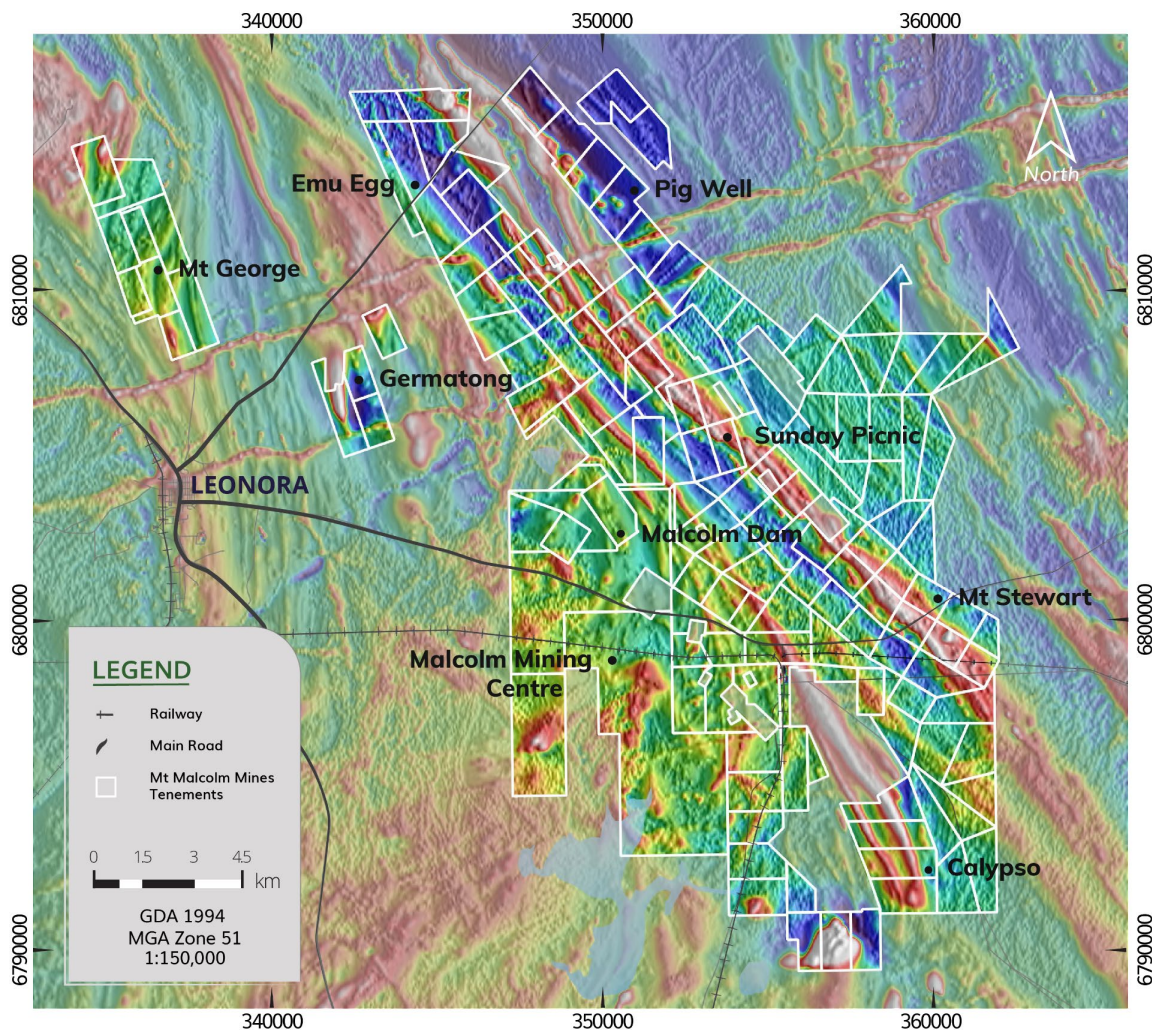 340000
350000
360000
North
Emu Egg
Pig Well
Mt George
6810000
6810000
Germatong
Sunday Picnic
LEONORA
Malcolm Dam
Mt Stewart
6800000
6800000
Malcolm Mining
Centre
LEGEND
Railway
Main Road
Mt Malcolm Mines
Tenements
0 1.5 3 4.5
km
GDA 1994
MGA Zone 51
1:150,000
Calypso
6790000
6790000
340000
350000
360000